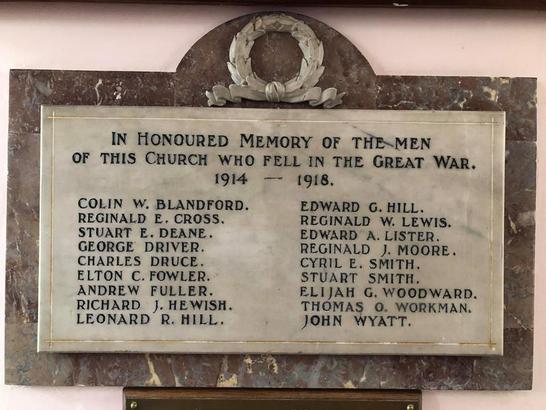 IN HONOURED MEMORY OF THE MEN
OF THIS CHURCH WHO FELL IN THE GREAT WAR.
1914 — 1918.
COLIN W. BLANDFORD.
REGINALD E. CROSS.
STUART E. DEANE.
GEORGE DRIVER.
CHARLES DRUCE.
ELTON C. FOWLER.
ANDREW FULLER.
RICHARD J. HEWISH.
LEONARD R. HILL.
EDWARD G. HILL.
REGINALD W. LEWIS.
EDWARD A. LISTER.
REGINALD J. MOORE.
CYRIL E. SMITH.
STUART SMITH.
ELIJAH G. WOODWARD.
THOMAS O. WORKMAN.
JOHN WYATT.